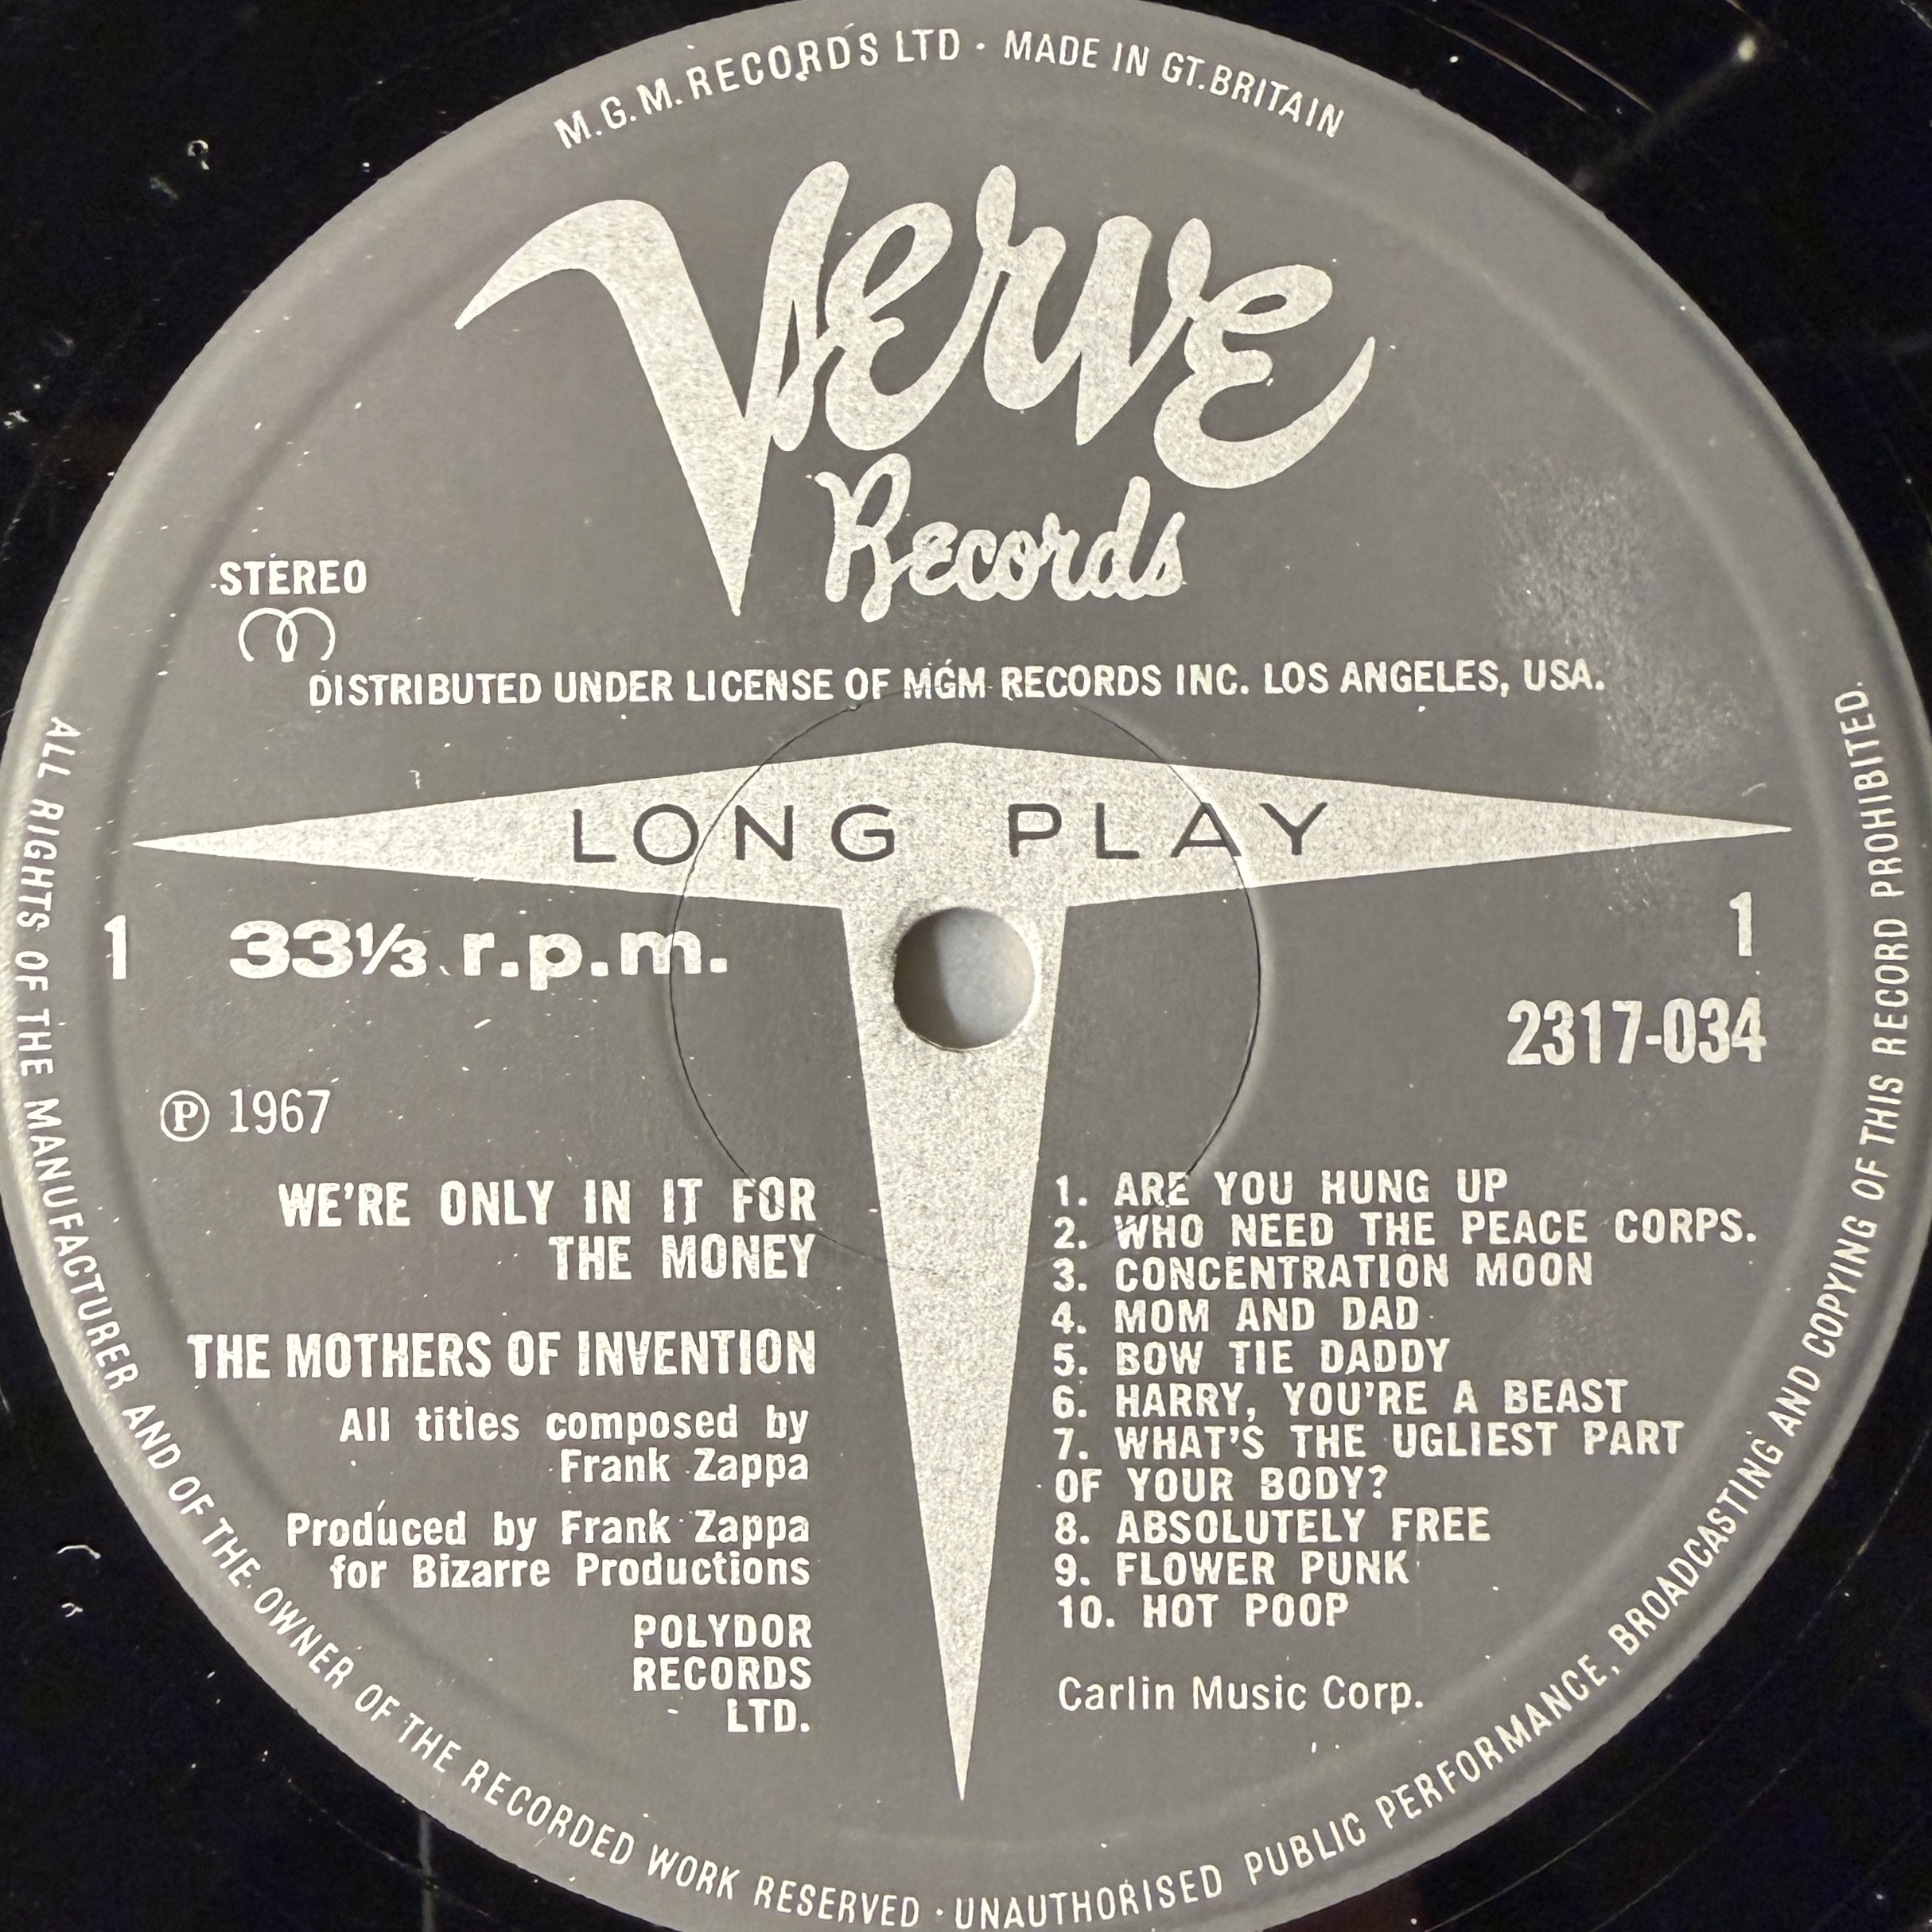 M.G.M. RECORDS LTD · MADE IN GT.BRITAIN
Verve
Records
STEREO
DISTRIBUTED UNDER LICENSE OF MGM RECORDS INC. LOS ANGELES, USA.
LONG PLAY
1
33⅓ r.p.m.
1
2317-034
Ⓟ 1967
WE'RE ONLY IN IT FOR
THE MONEY
THE MOTHERS OF INVENTION
All titles composed by
Frank Zappa
Produced by Frank Zappa
for Bizarre Productions
POLYDOR
RECORDS
LTD.
1. ARE YOU HUNG UP
2. WHO NEED THE PEACE CORPS.
3. CONCENTRATION MOON
4. MOM AND DAD
5. BOW TIE DADDY
6. HARRY, YOU'RE A BEAST
7. WHAT'S THE UGLIEST PART
OF YOUR BODY?
8. ABSOLUTELY FREE
9. FLOWER PUNK
10. HOT POOP
Carlin Music Corp.
ALL RIGHTS OF THE MANUFACTURER AND OF THE OWNER OF THE RECORDED WORK RESERVED · UNAUTHORISED PUBLIC PERFORMANCE, BROADCASTING AND COPYING OF THIS RECORD PROHIBITED.